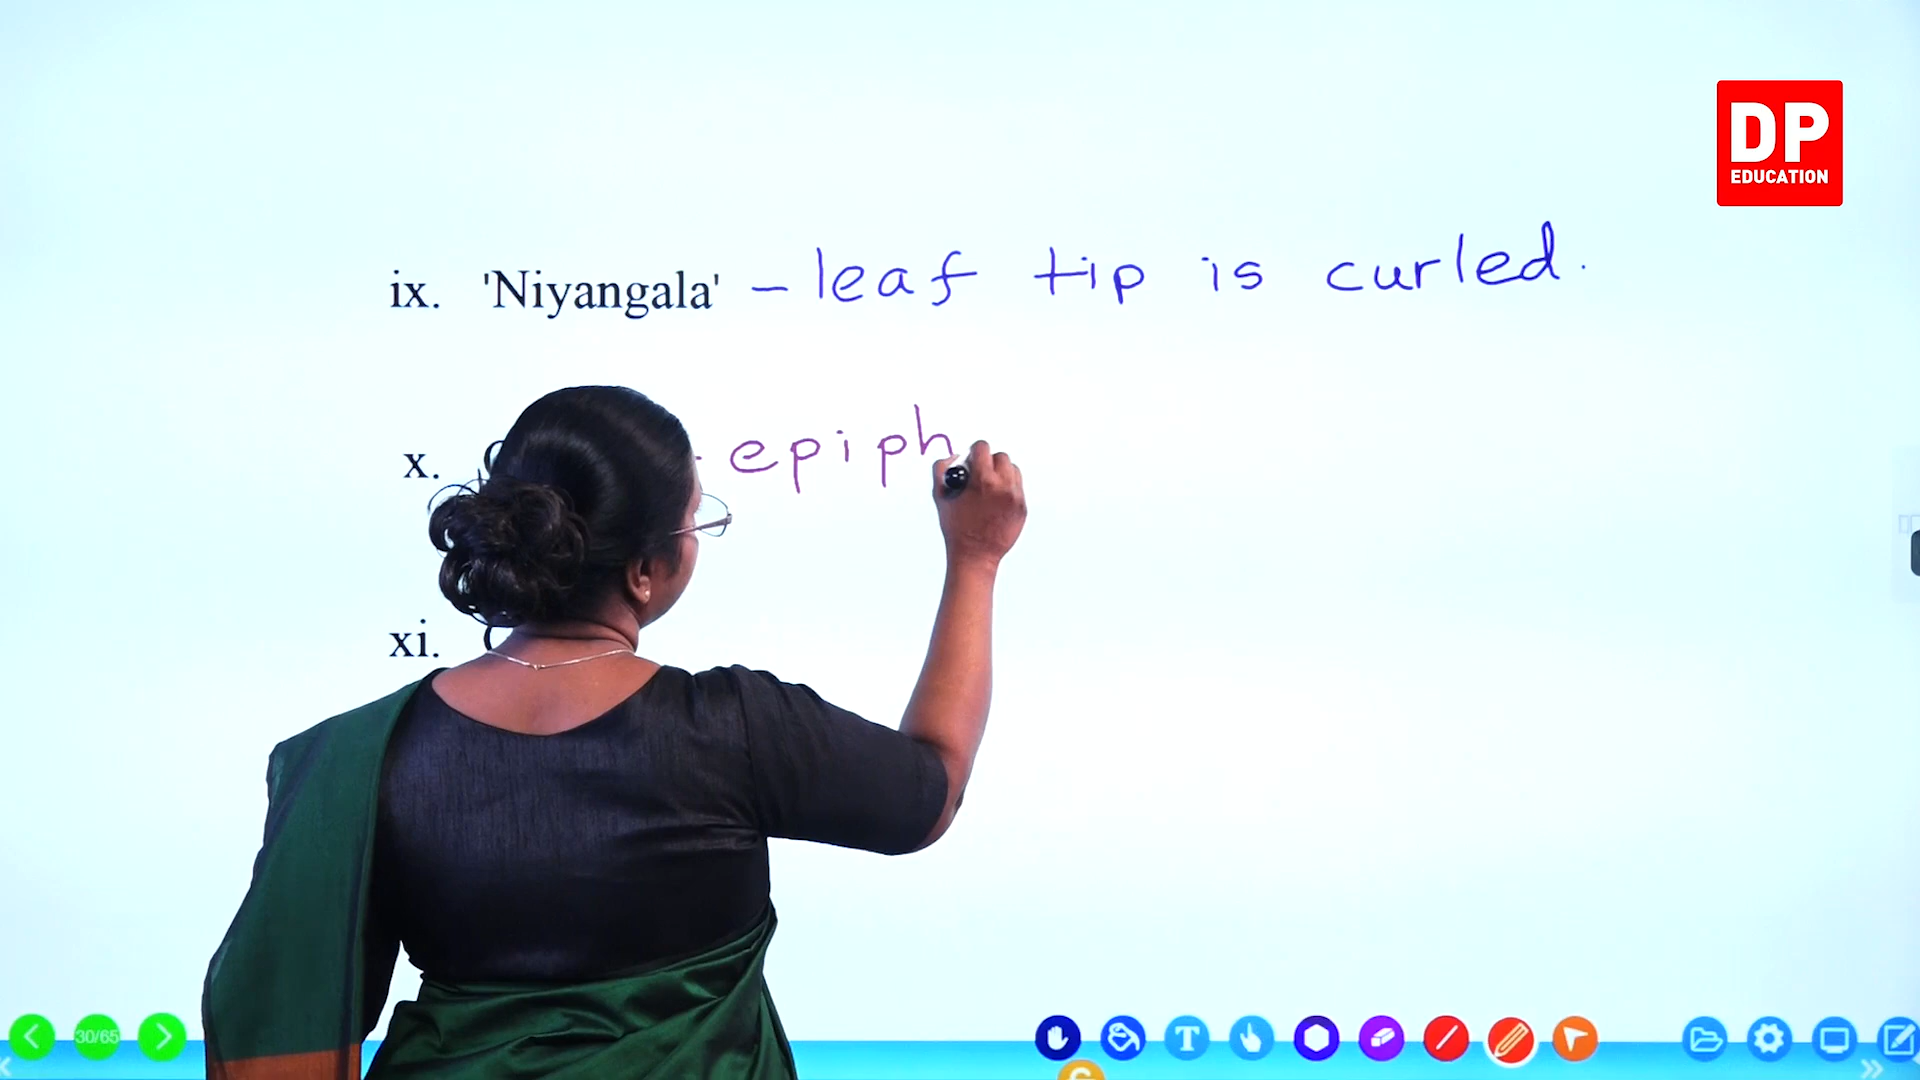 DP
EDUCATION
ix. 'Niyangala' – leaf tip is curled.
x. - epiph
xi.
30/65